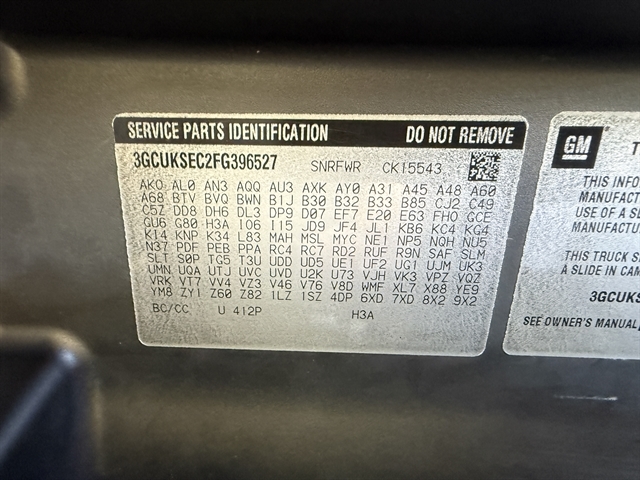 SERVICE PARTS IDENTIFICATION DO NOT REMOVE
3GCUKSEC2FG396527 SNRFWR CK15543
AKO AL0 AN3 AQQ AU3 AXK AY0 A31 A45 A48 A60
A68 BTV BVQ BWN B1J B30 B32 B33 B85 CJ2 C49
C5Z DD8 DH6 DL3 DP9 D07 EF7 E20 E63 FHO GCE
GU6 G80 H3A IO6 I15 JD9 JF4 JL1 KB6 KC4 KG4
K14 KNP K34 L83 MAH MSL MYC NE1 NP5 NQH NU5
N37 PDF PEB PPA RC4 RC7 RD2 RUF R9N SAF SLM
SLT S0P TG5 T3U UDD UD5 UE1 UF2 UG1 UJM UK3
UMN UQA UTJ UVC UVD U2K U73 VJH VK3 VPZ VQZ
VRK VT7 VV4 VZ3 V46 V76 V8D WMF XL7 X88 YE9
YM8 ZY1 Z60 Z82 1LZ 1SZ 4DP 6XD 7XD 8X2 9X2
BC/CC U 412P H3A
GM
THIS INFO
MANUFACT
USE OF A SL
MANUFACT
THIS TRUCK S
A SLIDE IN CAM
3GCUKSEC
SEE OWNER'S MANUAL